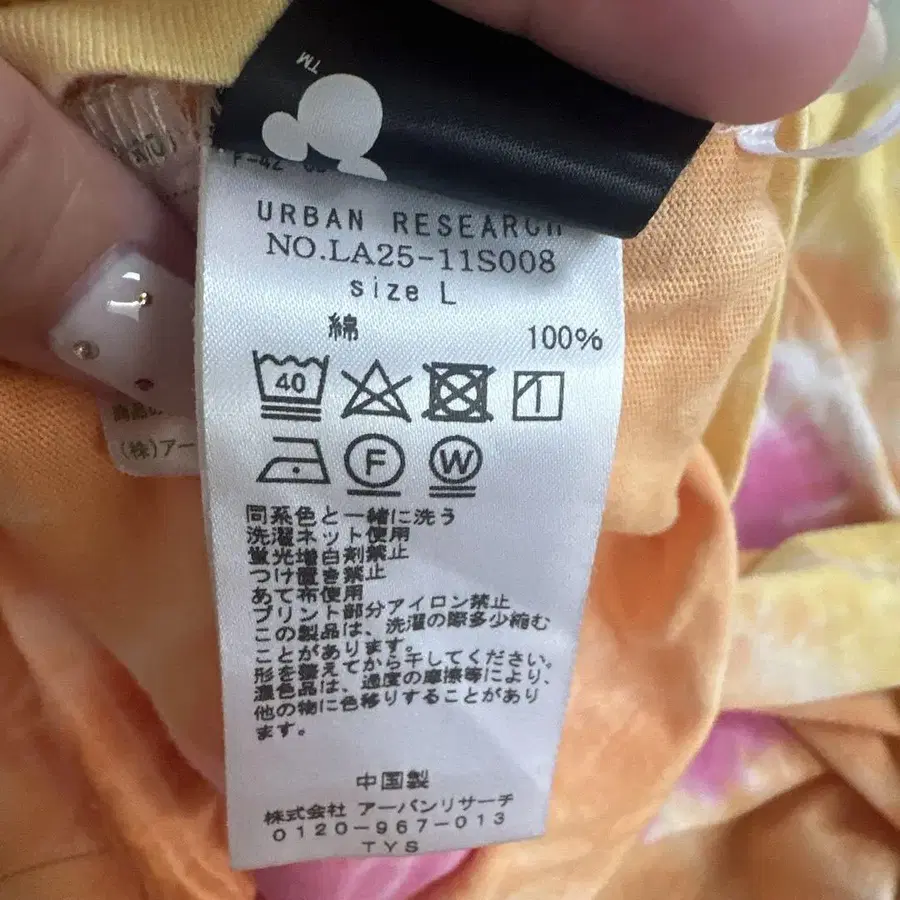 TM
URBAN RESEARCH
NO.LA25-11S008
size L
綿 100%
40
F W
同系色と一緒に洗う
洗濯ネット使用
蛍光増白剤禁止
つけ置き禁止
あて布使用
プリント部分アイロン禁止
この製品は、洗濯の際多少縮む
ことがあります。
形を整えてから干してください。
濃色品は、過度の摩擦等により、
他の物に色移りすることがあり
ます。
中国製
株式会社 アーバンリサーチ
0120-967-013
TYS
(株)アー